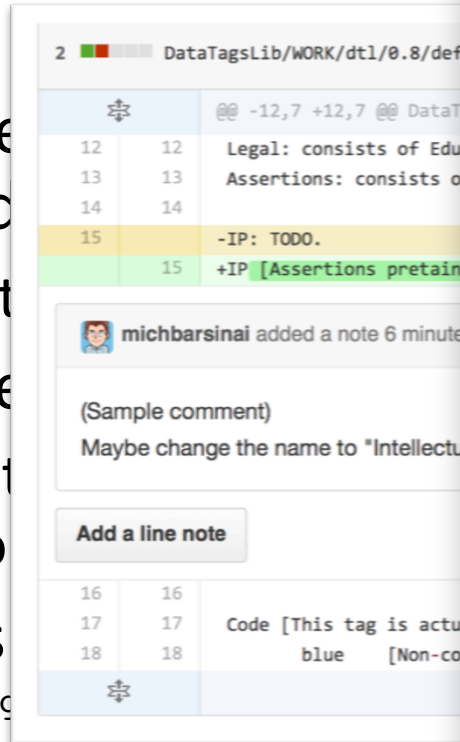 2 DataTagsLib/WORK/dtl/0.8/def
@@ -12,7 +12,7 @@ DataT
12 12 Legal: consists of Edu
13 13 Assertions: consists o
14 14
15 -IP: TODO.
15 +IP [Assertions pretain
michbarsinai added a note 6 minute
(Sample comment)
Maybe change the name to "Intellectu
Add a line note
16 16
17 17 Code [This tag is actu
18 18 blue [Non-co